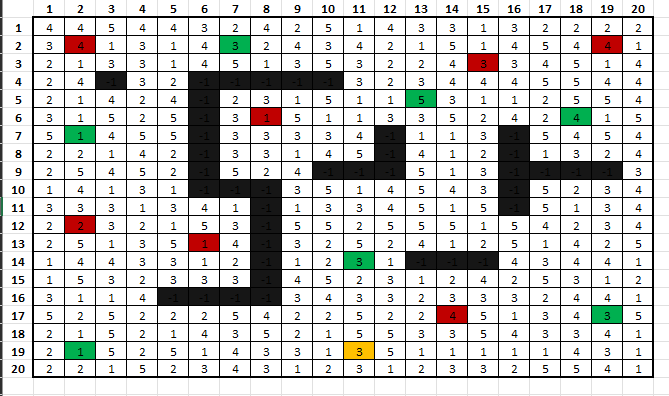 1 2 3 4 5 6 7 8 9 10 11 12 13 14 15 16 17 18 19 20
1 4 4 5 4 4 3 2 4 2 5 1 4 3 3 1 3 2 2 2 2
2 3 4 1 3 1 4 3 2 4 3 4 2 1 5 1 4 5 4 4 1
3 2 1 3 3 1 4 5 1 3 5 3 2 2 4 3 3 4 5 1 4
4 2 4 -1 3 2 -1 -1 -1 -1 -1 3 2 3 4 4 4 5 5 4 4
5 2 1 4 2 4 -1 2 3 1 5 1 1 5 3 1 1 2 5 5 4
6 3 1 5 2 4 -1 3 1 5 1 1 3 3 5 2 4 2 4 1 5
7 5 1 4 5 5 -1 3 3 3 3 4 -1 1 1 3 -1 5 4 5 4
8 2 2 1 4 2 -1 3 3 1 4 5 -1 4 1 2 -1 1 3 2 4
9 2 5 4 5 2 -1 5 2 4 -1 -1 -1 5 1 3 -1 -1 -1 -1 3
10 1 4 1 3 1 -1 -1 -1 3 5 1 4 5 4 3 -1 5 2 3 4
11 3 3 3 1 3 4 1 -1 1 3 3 4 5 1 5 -1 5 1 3 4
12 2 2 3 2 1 5 3 -1 5 5 2 5 5 5 1 5 4 2 3 4
13 2 5 1 3 5 1 4 -1 3 2 5 2 4 1 2 5 1 4 2 5
14 1 4 4 3 3 1 2 -1 1 2 3 1 -1 -1 -1 4 3 4 4 1
15 1 5 3 2 3 3 3 -1 4 5 2 3 1 2 4 2 5 3 1 2
16 3 1 1 4 -1 -1 -1 -1 3 4 3 3 2 3 3 3 2 4 4 1
17 5 2 5 2 2 2 5 4 2 2 5 2 2 4 5 1 3 4 3 5
18 2 1 5 2 1 4 3 5 2 1 5 5 3 3 5 4 3 3 4 1
19 2 1 5 2 5 1 4 3 3 1 3 5 1 1 1 1 1 4 3 1
20 2 2 1 5 2 3 4 3 1 2 3 1 2 3 3 2 5 5 4 1